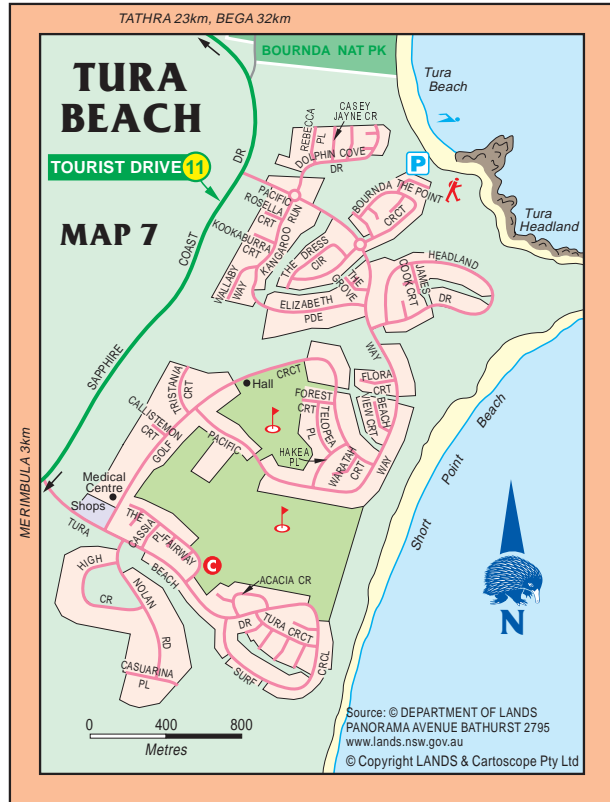 TATHRA 23km, BEGA 32km
BOURNDA NAT PK
TURA
BEACH
TOURIST DRIVE 11
MAP 7
Tura
Beach
P
Tura
Headland
CASEY
JAYNE CR
REBECCA
PL
DOLPHIN COVE
DR
PACIFIC
ROSELLA
CRT
KOOKABURRA
CRT
KANGAROO RUN
WALLABY
WAY
BOURNDA
THE POINT
CRCT
THE DRESS
CIR
THE
GROVE
ELIZABETH
PDE
HEADLAND
JAMES
COOK CRT
DR
WAY
SAPPHIRE
COAST
DR
FLORA
CRT
BEACH
VIEW CRT
WAY
TRISTANIA
CRT
Hall
CRCT
CALLISTEMON
CRT
GOLF
PACIFIC
FOREST
CRT
TELOPEA
PL
HAKEA
PL
WARATAH
CRT
MERIMBULA 3km
Medical
Centre
Shops
TURA
BEACH
DR
THE
FAIRWAY
CASSIA
PL
C
HIGH
CR
NOLAN
RD
CASUARINA
PL
ACACIA CR
TURA CRCT
SURF
CRCL
Short
Point
Beach
N
0 400 800
Metres
Source: © DEPARTMENT OF LANDS
PANORAMA AVENUE BATHURST 2795
www.lands.nsw.gov.au
© Copyright LANDS & Cartoscope Pty Ltd